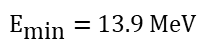 E_min = 13.9 MeV